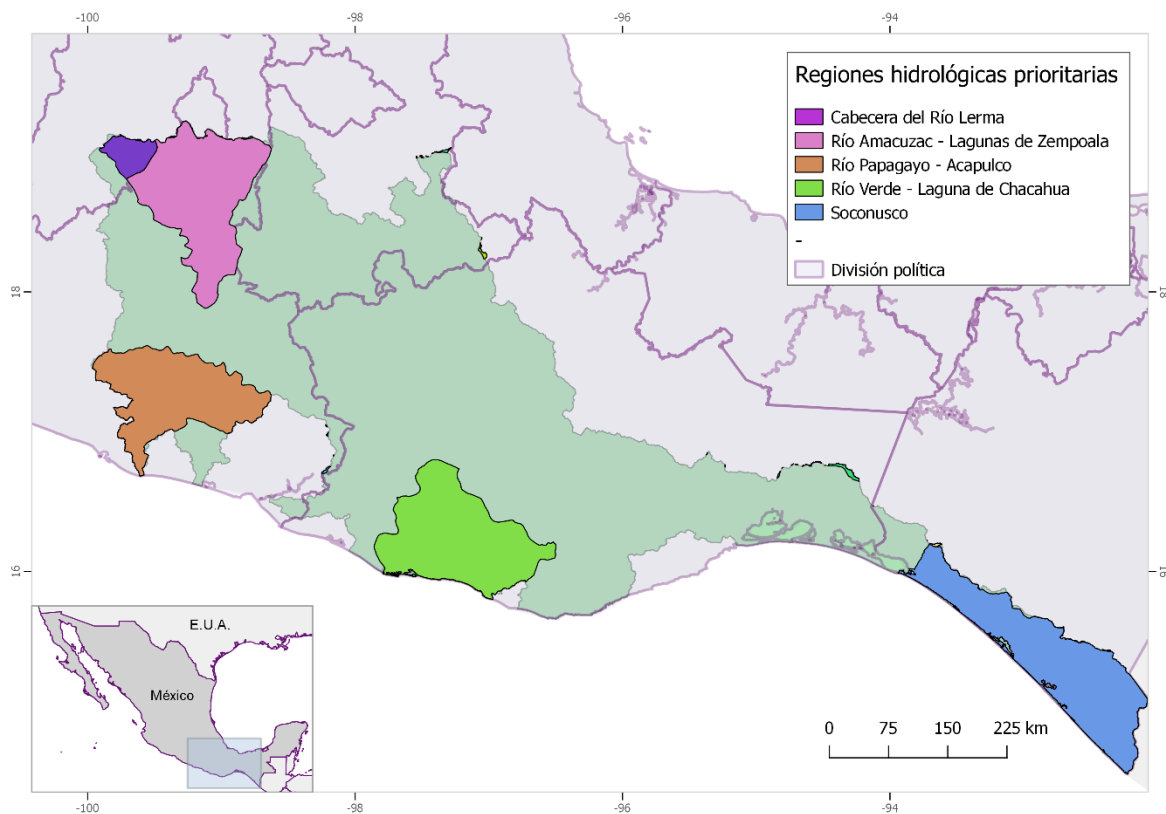 -100
-98
-96
-94
Regiones hidrológicas prioritarias
Cabecera del Río Lerma
Río Amacuzac - Lagunas de Zempoala
Río Papagayo - Acapulco
Río Verde - Laguna de Chacahua
Soconusco
-
División política
18
18
16
16
E.U.A.
México
0 75 150 225 km
-100
-98
-96
-94